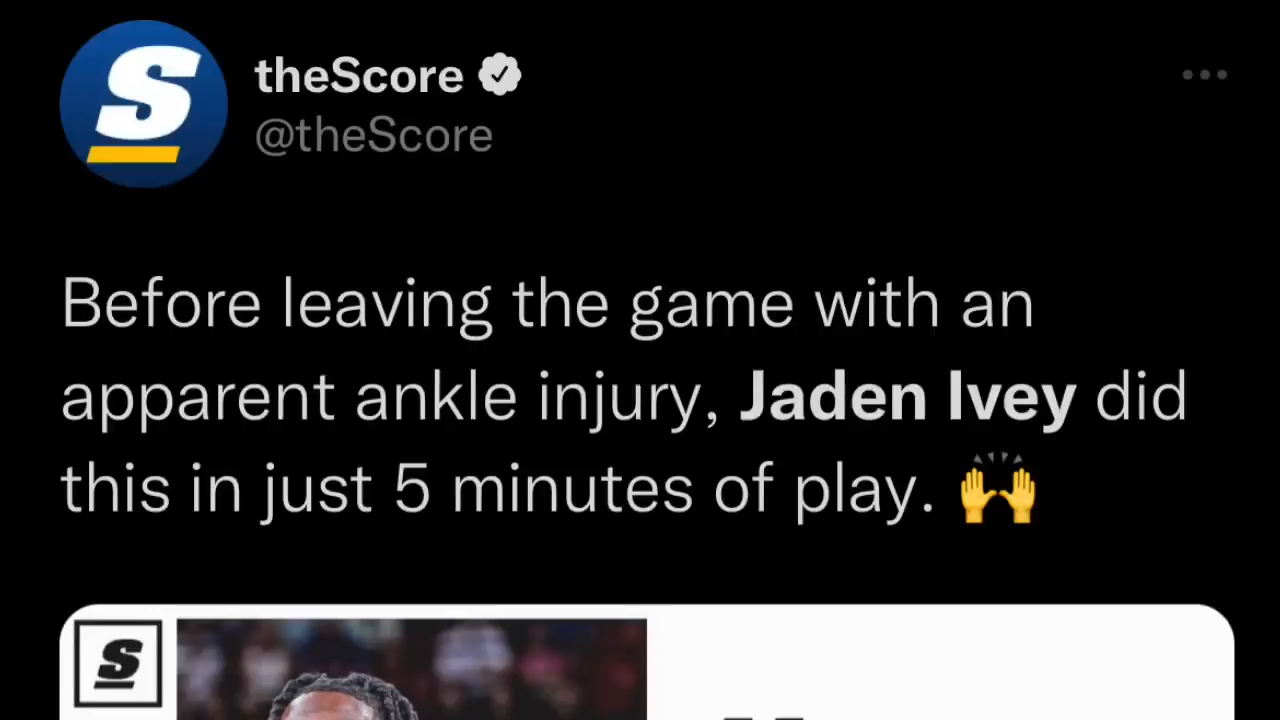 S
theScore
@theScore
Before leaving the game with an
apparent ankle injury, Jaden Ivey did
this in just 5 minutes of play. 🙌
S